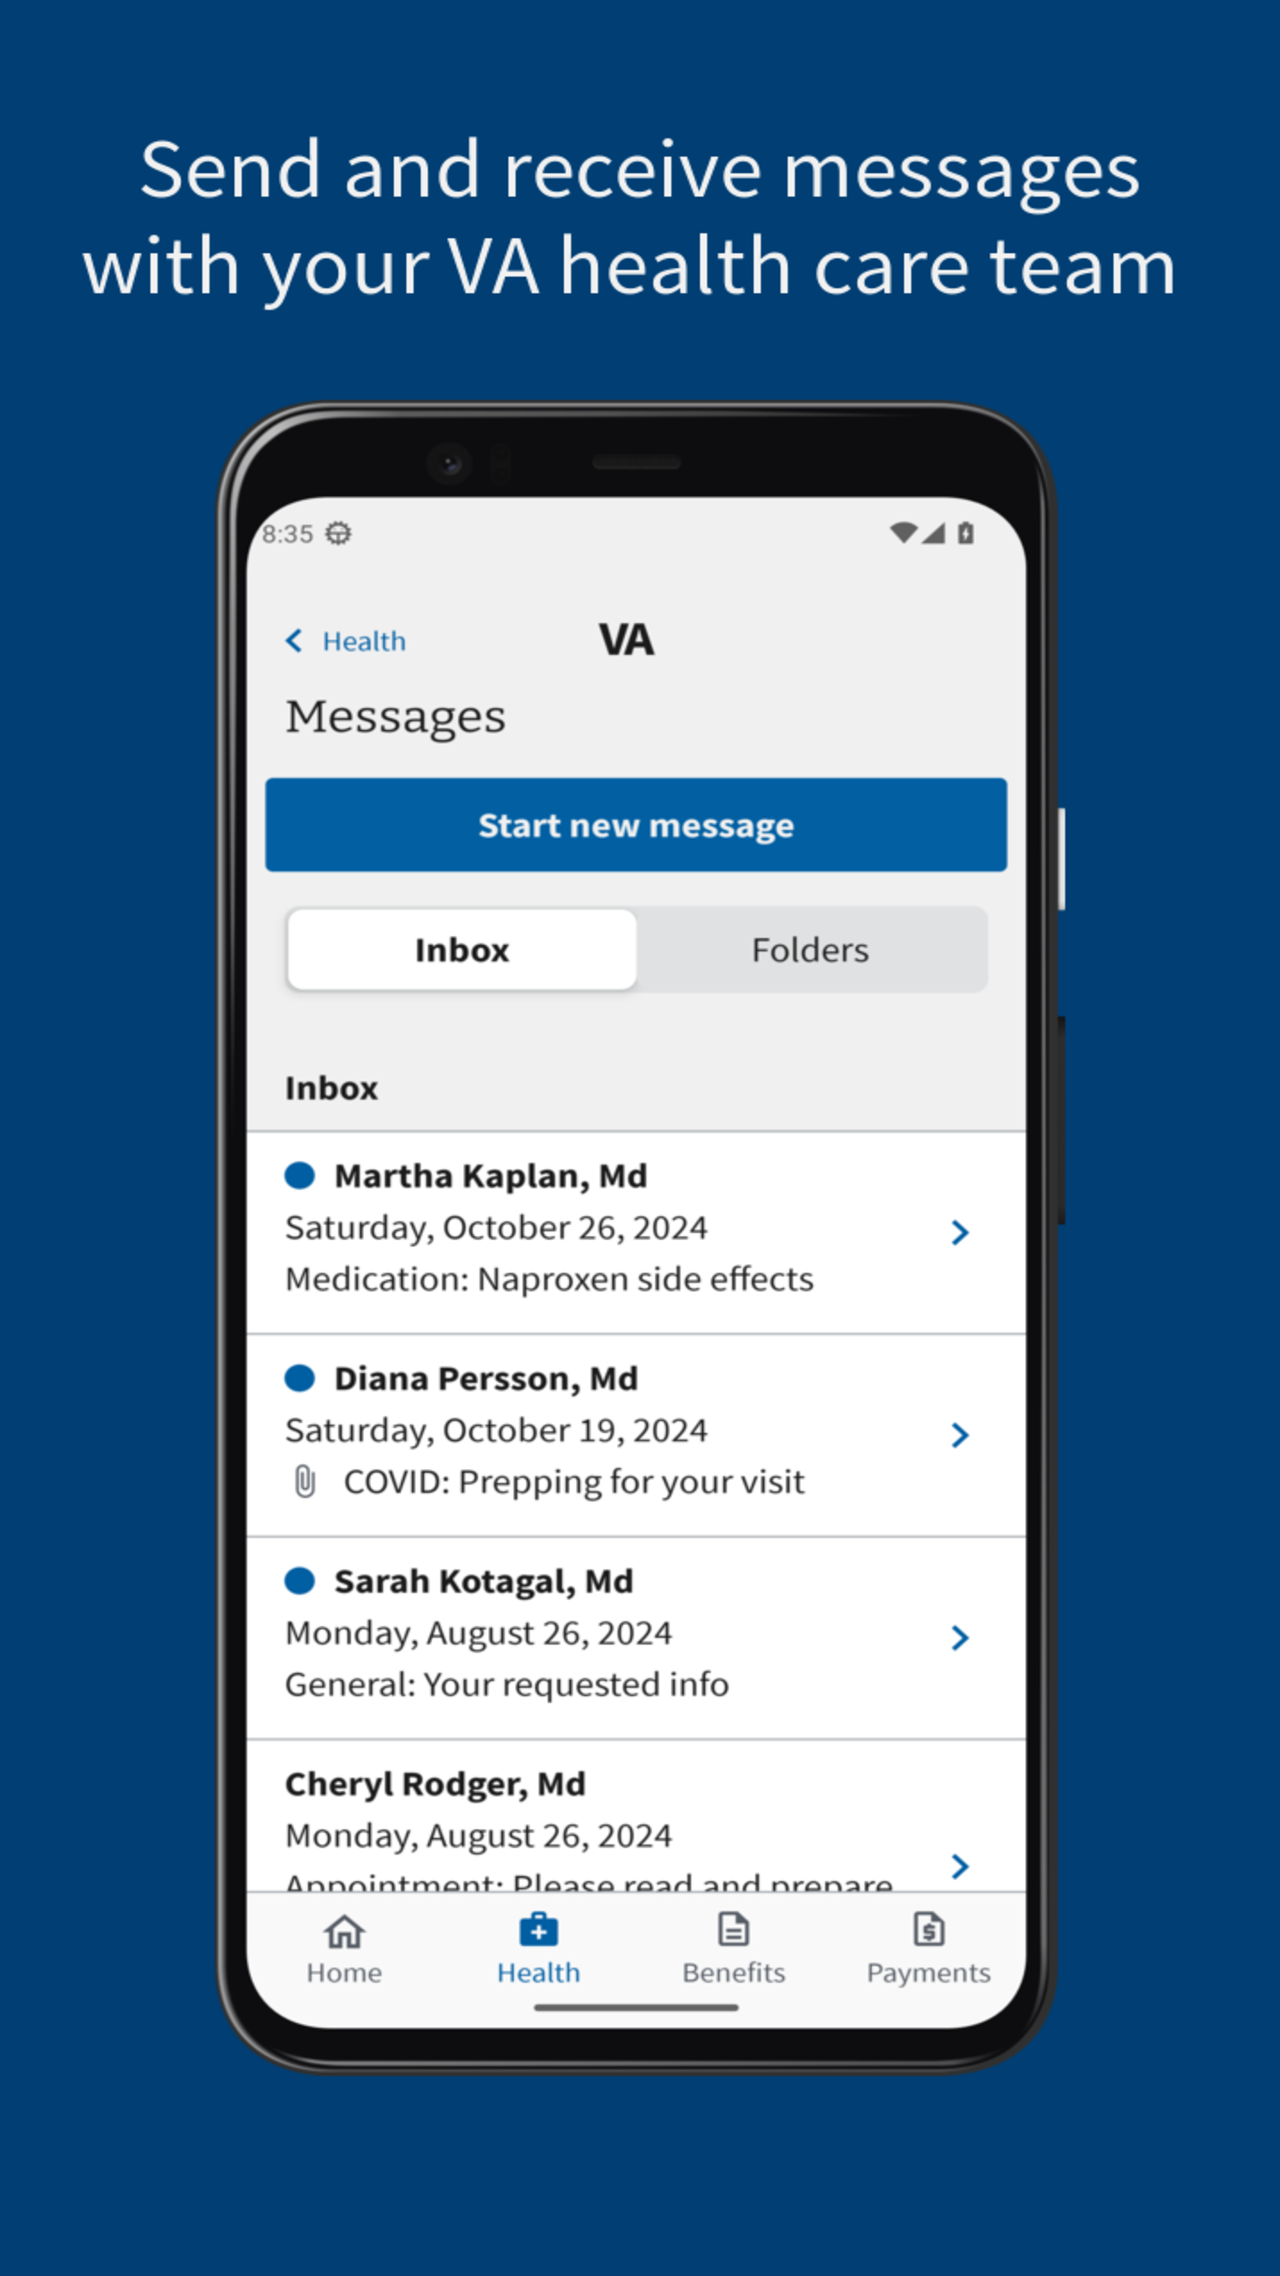 Send and receive messages
with your VA health care team
8:35
Health
VA
Messages
Start new message
Inbox
Folders
Inbox
Martha Kaplan, Md
Saturday, October 26, 2024
Medication: Naproxen side effects
Diana Persson, Md
Saturday, October 19, 2024
COVID: Prepping for your visit
Sarah Kotagal, Md
Monday, August 26, 2024
General: Your requested info
Cheryl Rodger, Md
Monday, August 26, 2024
Appointment: Please read and prepare
Home
Health
Benefits
Payments